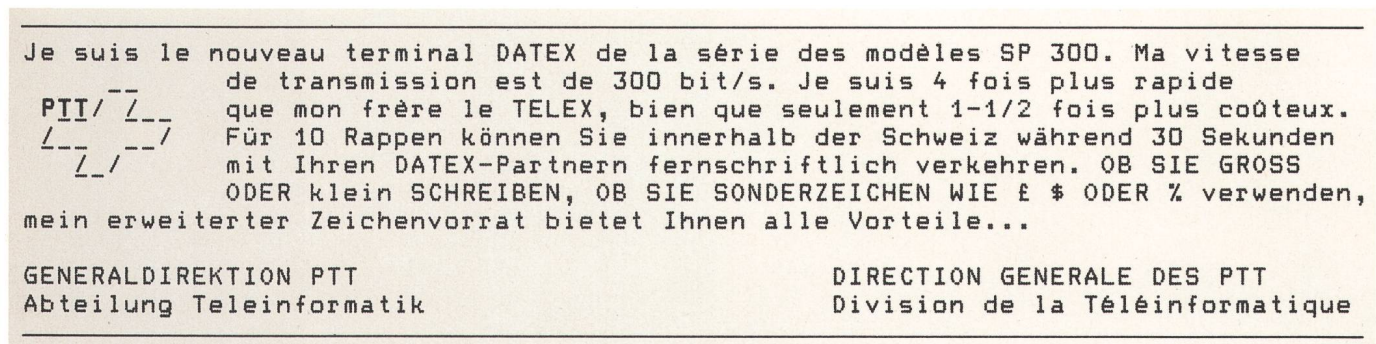 Je suis le nouveau terminal DATEX de la série des modèles SP 300. Ma vitesse
de transmission est de 300 bit/s. Je suis 4 fois plus rapide
PTT/ /__ que mon frère le TELEX, bien que seulement 1-1/2 fois plus coûteux.
/___ __/ Für 10 Rappen können Sie innerhalb der Schweiz während 30 Sekunden
/_/ mit Ihren DATEX-Partnern fernschriftlich verkehren. OB SIE GROSS
ODER klein SCHREIBEN, OB SIE SONDERZEICHEN WIE £ $ ODER % verwenden,
mein erweiterter Zeichenvorrat bietet Ihnen alle Vorteile...
GENERALDIREKTION PTT DIRECTION GENERALE DES PTT
Abteilung Teleinformatik Division de la Téléinformatique